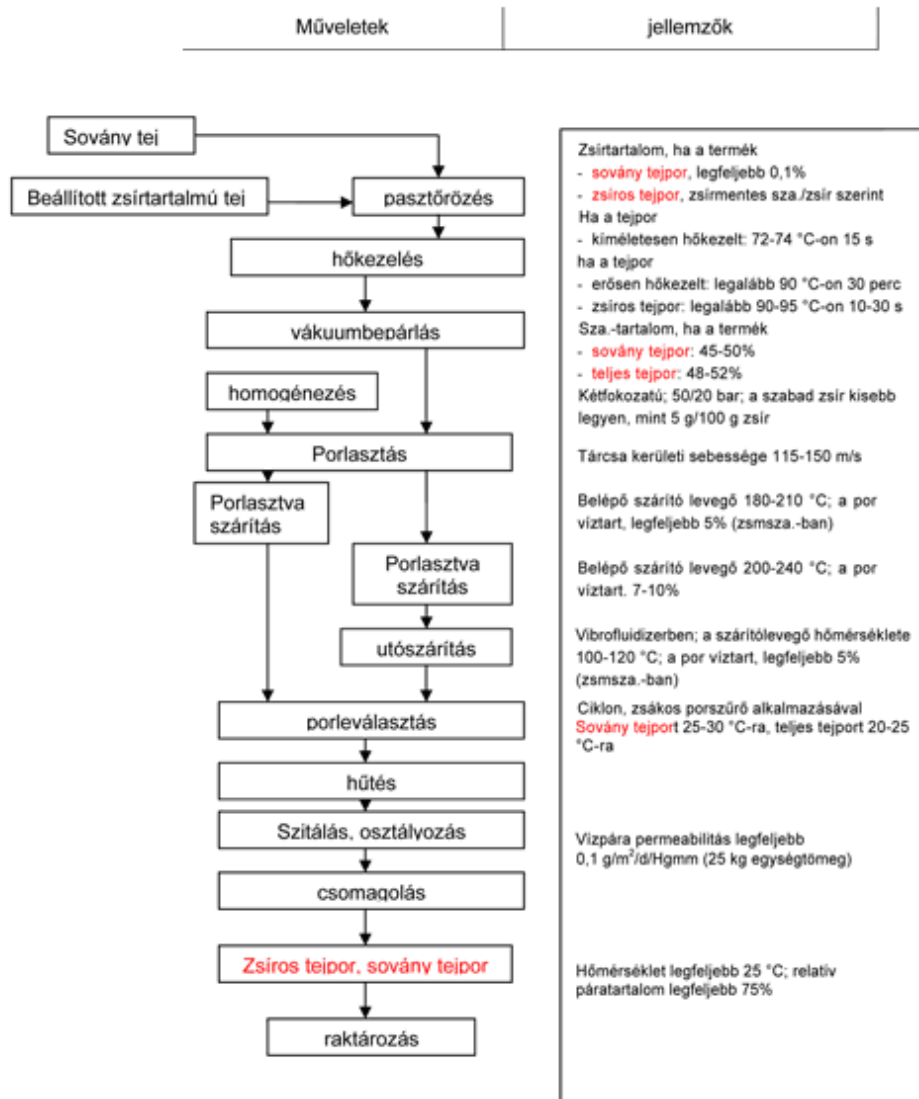 Műveletek
jellemzők
Sovány tej
Beállított zsírtartalmú tej
pasztőrözés
hőkezelés
vákuumbepárlás
homogénezés
Porlasztás
Porlasztva
szárítás
Porlasztva
szárítás
utószárítás
porleválasztás
hűtés
Szitálás, osztályozás
csomagolás
Zsíros tejpor, sovány tejpor
raktározás
Zsírtartalom, ha a termék
- sovány tejpor, legfeljebb 0,1%
- zsíros tejpor, zsírmentes sza./zsír szerint
Ha a tejpor
- kíméletesen hőkezelt: 72-74 °C-on 15 s
ha a tejpor
- erősen hőkezelt: legalább 90 °C-on 30 perc
- zsíros tejpor: legalább 90-95 °C-on 10-30 s
Sza.-tartalom, ha a termék
- sovány tejpor: 45-50%
- teljes tejpor: 48-52%
Kétfokozatú; 50/20 bar; a szabad zsír kisebb
legyen, mint 5 g/100 g zsír
Tárcsa kerületi sebessége 115-150 m/s
Belépő szárító levegő 180-210 °C; a por
víztart, legfeljebb 5% (zsmsza.-ban)
Belépő szárító levegő 200-240 °C; a por
víztart. 7-10%
Vibrofluidizerben; a szárítólevegő hőmérséklete
100-120 °C; a por víztart, legfeljebb 5%
(zsmsza.-ban)
Ciklon, zsákos porszűrő alkalmazásával
Sovány tejport 25-30 °C-ra, teljes tejport 20-25
°C-ra
Vízpára permeabilitás legfeljebb
0,1 g/m²/d/Hgmm (25 kg egységtömeg)
Hőmérséklet legfeljebb 25 °C; relatív
páratartalom legfeljebb 75%